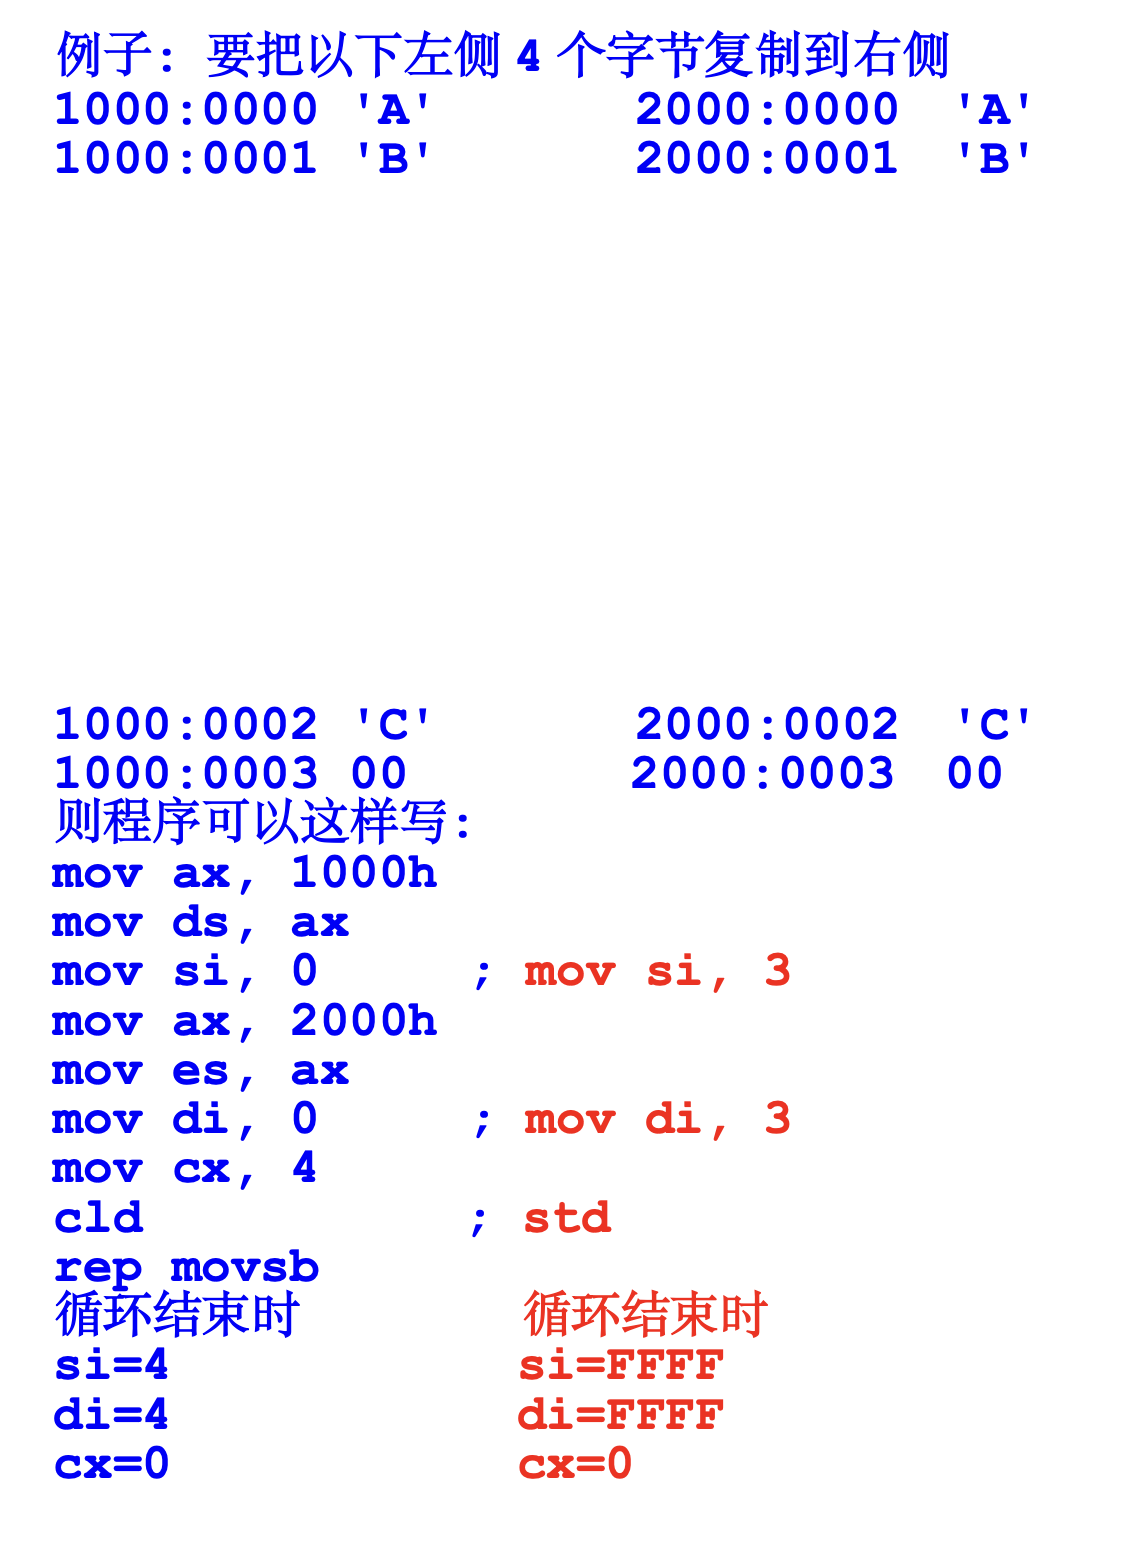 例子: 要把以下左侧 4 个字节复制到右侧
1000:0000 'A' 2000:0000 'A'
1000:0001 'B' 2000:0001 'B'
1000:0002 'C' 2000:0002 'C'
1000:0003 00 2000:0003 00
则程序可以这样写:
mov ax, 1000h
mov ds, ax
mov si, 0 ; mov si, 3
mov ax, 2000h
mov es, ax
mov di, 0 ; mov di, 3
mov cx, 4
cld ; std
rep movsb
循环结束时 循环结束时
si=4 si=FFFF
di=4 di=FFFF
cx=0 cx=0